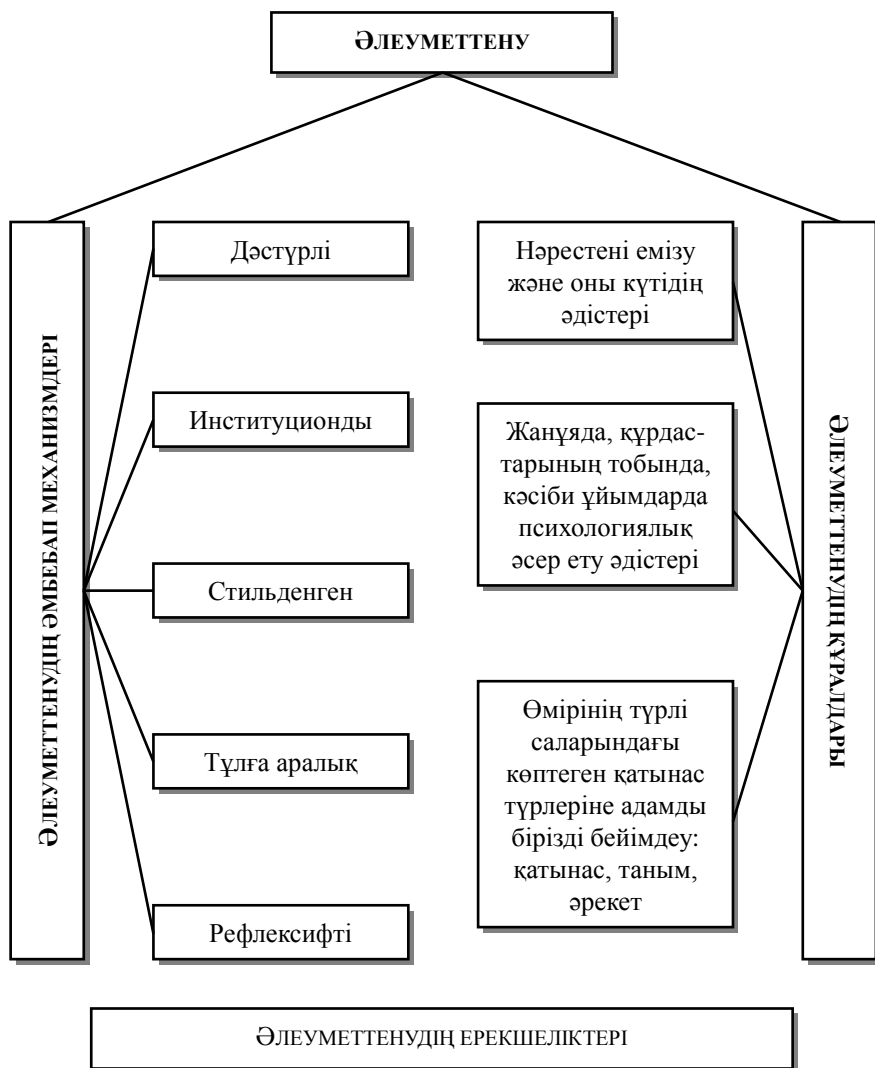 ӘЛЕУМЕТТЕНУ
ӘЛЕУМЕТТЕНУДІҢ ӘМБЕБАП МЕХАНИЗМДЕРІ
Дәстүрлі
Институционды
Стильденген
Тұлға аралық
Рефлексифті
Нәрестені емізу
және оны күтідің
әдістері
Жанұяда, құрдас-
тарының тобында,
кәсіби ұйымдарда
психологиялық
әсер ету әдістері
Өмірінің түрлі
саларындағы
көптеген қатынас
түрлеріне адамды
бірізді бейімдеу:
қатынас, таным,
әрекет
ӘЛЕУМЕТТЕНУДІҢ ҚҰРАЛДАРЫ
ӘЛЕУМЕТТЕНУДІҢ ЕРЕКШЕЛІКТЕРІ